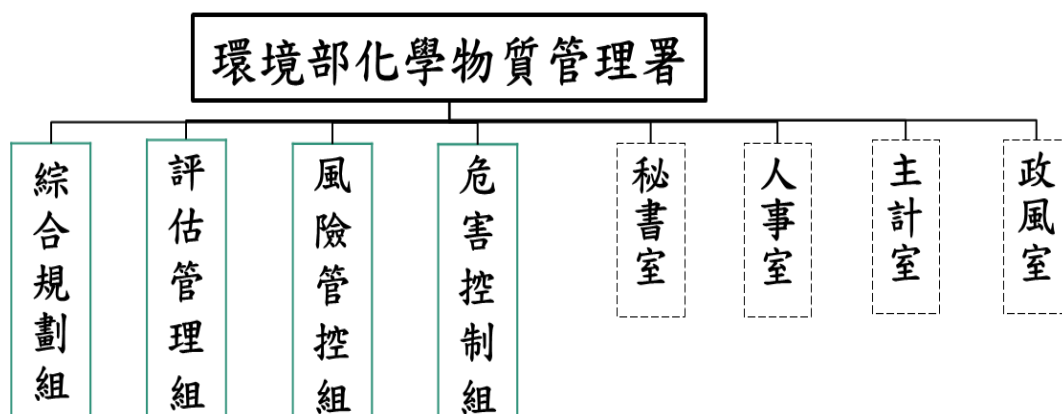 環境部化學物質管理署
綜合規劃組
評估管理組
風險管控組
危害控制組
秘書室
人事室
主計室
政風室